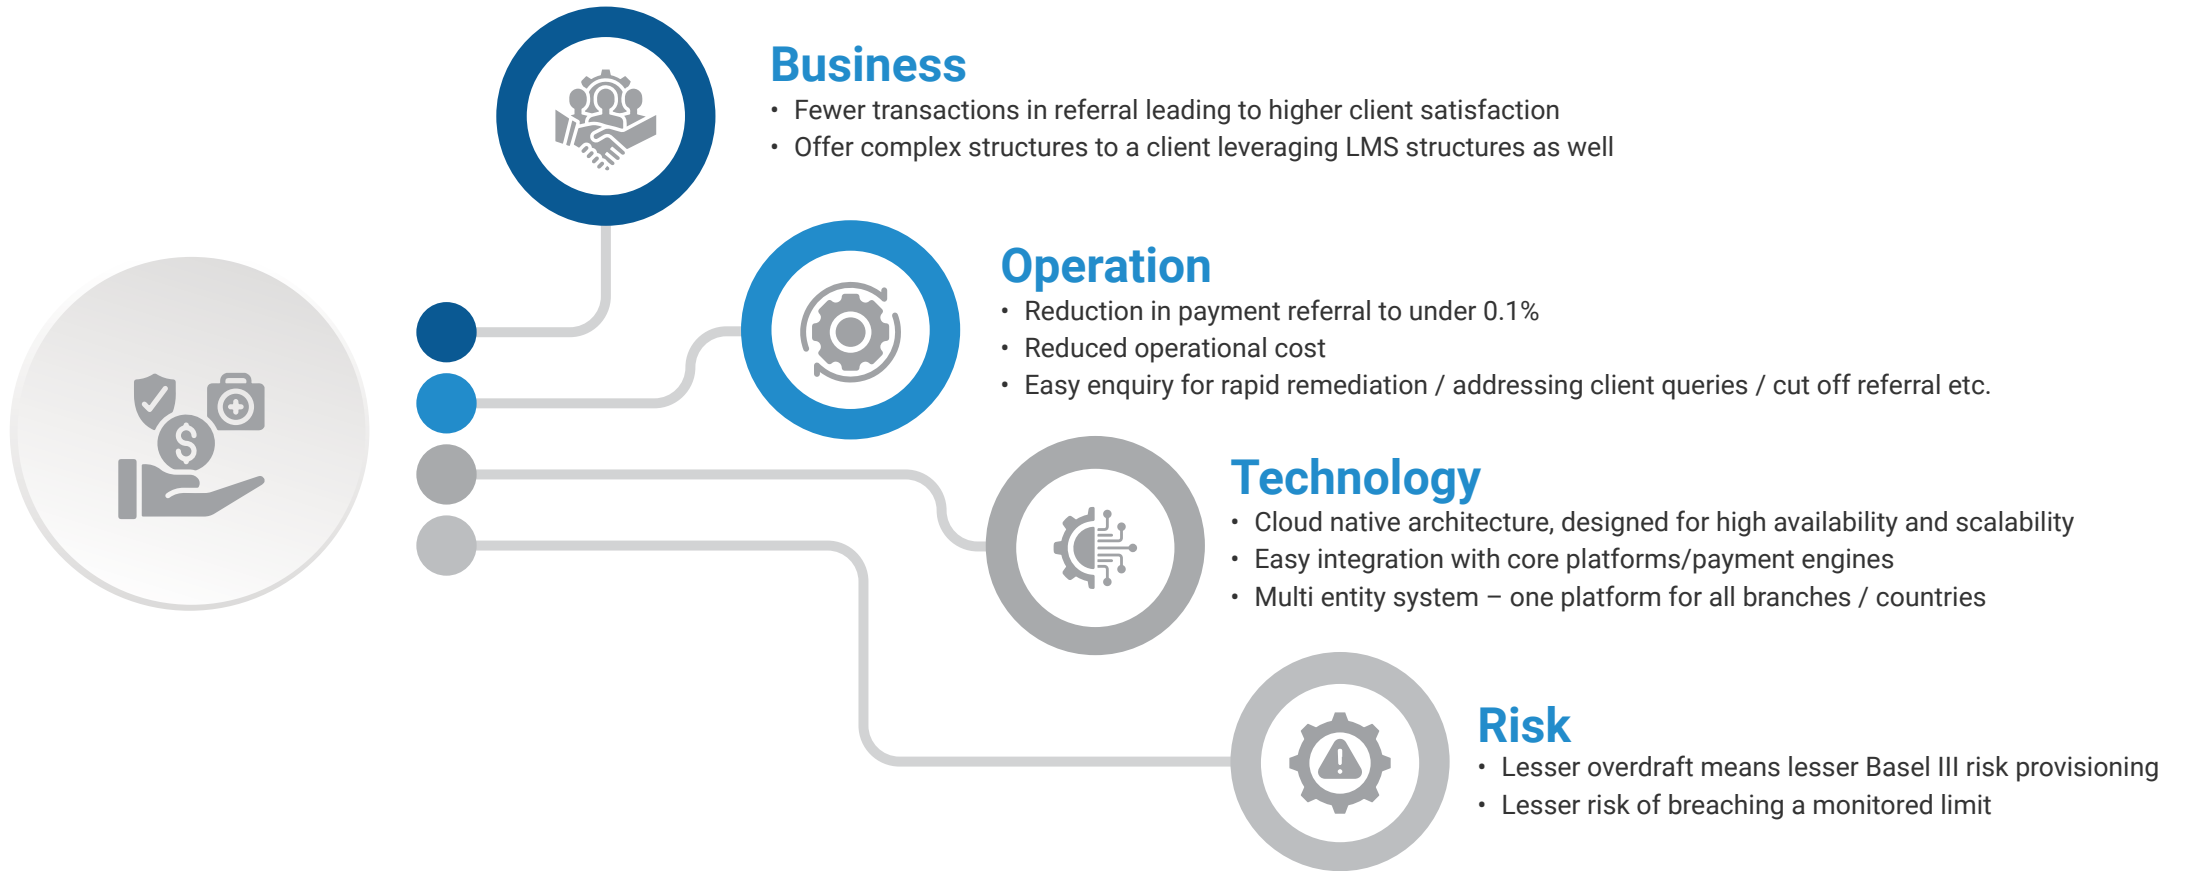 Business
• Fewer transactions in referral leading to higher client satisfaction
• Offer complex structures to a client leveraging LMS structures as well
Operation
• Reduction in payment referral to under 0.1%
• Reduced operational cost
• Easy enquiry for rapid remediation / addressing client queries / cut off referral etc.
$
Technology
• Cloud native architecture, designed for high availability and scalability
• Easy integration with core platforms/payment engines
• Multi entity system – one platform for all branches / countries
Risk
• Lesser overdraft means lesser Basel III risk provisioning
• Lesser risk of breaching a monitored limit